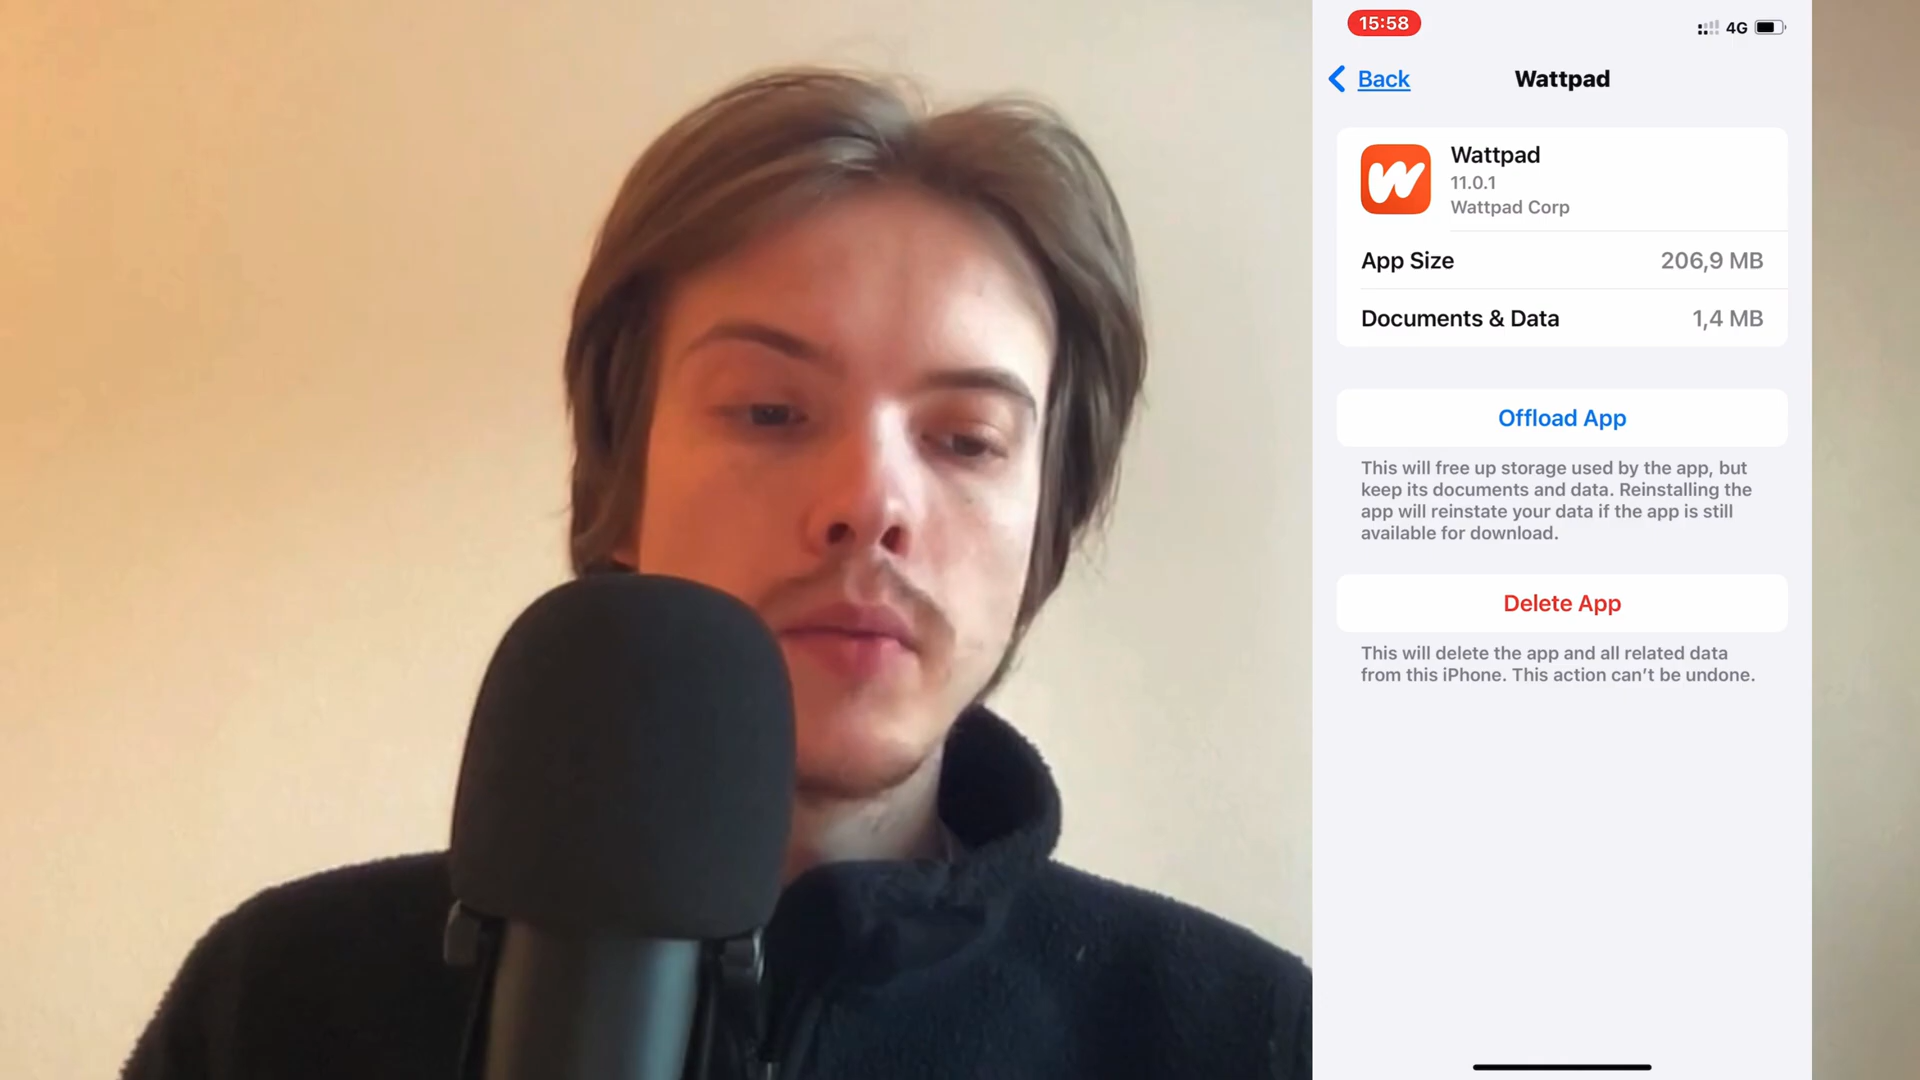 15:58
4G
Back
Wattpad
Wattpad
11.0.1
Wattpad Corp
App Size
206,9 MB
Documents & Data
1,4 MB
Offload App
This will free up storage used by the app, but
keep its documents and data. Reinstalling the
app will reinstate your data if the app is still
available for download.
Delete App
This will delete the app and all related data
from this iPhone. This action can’t be undone.